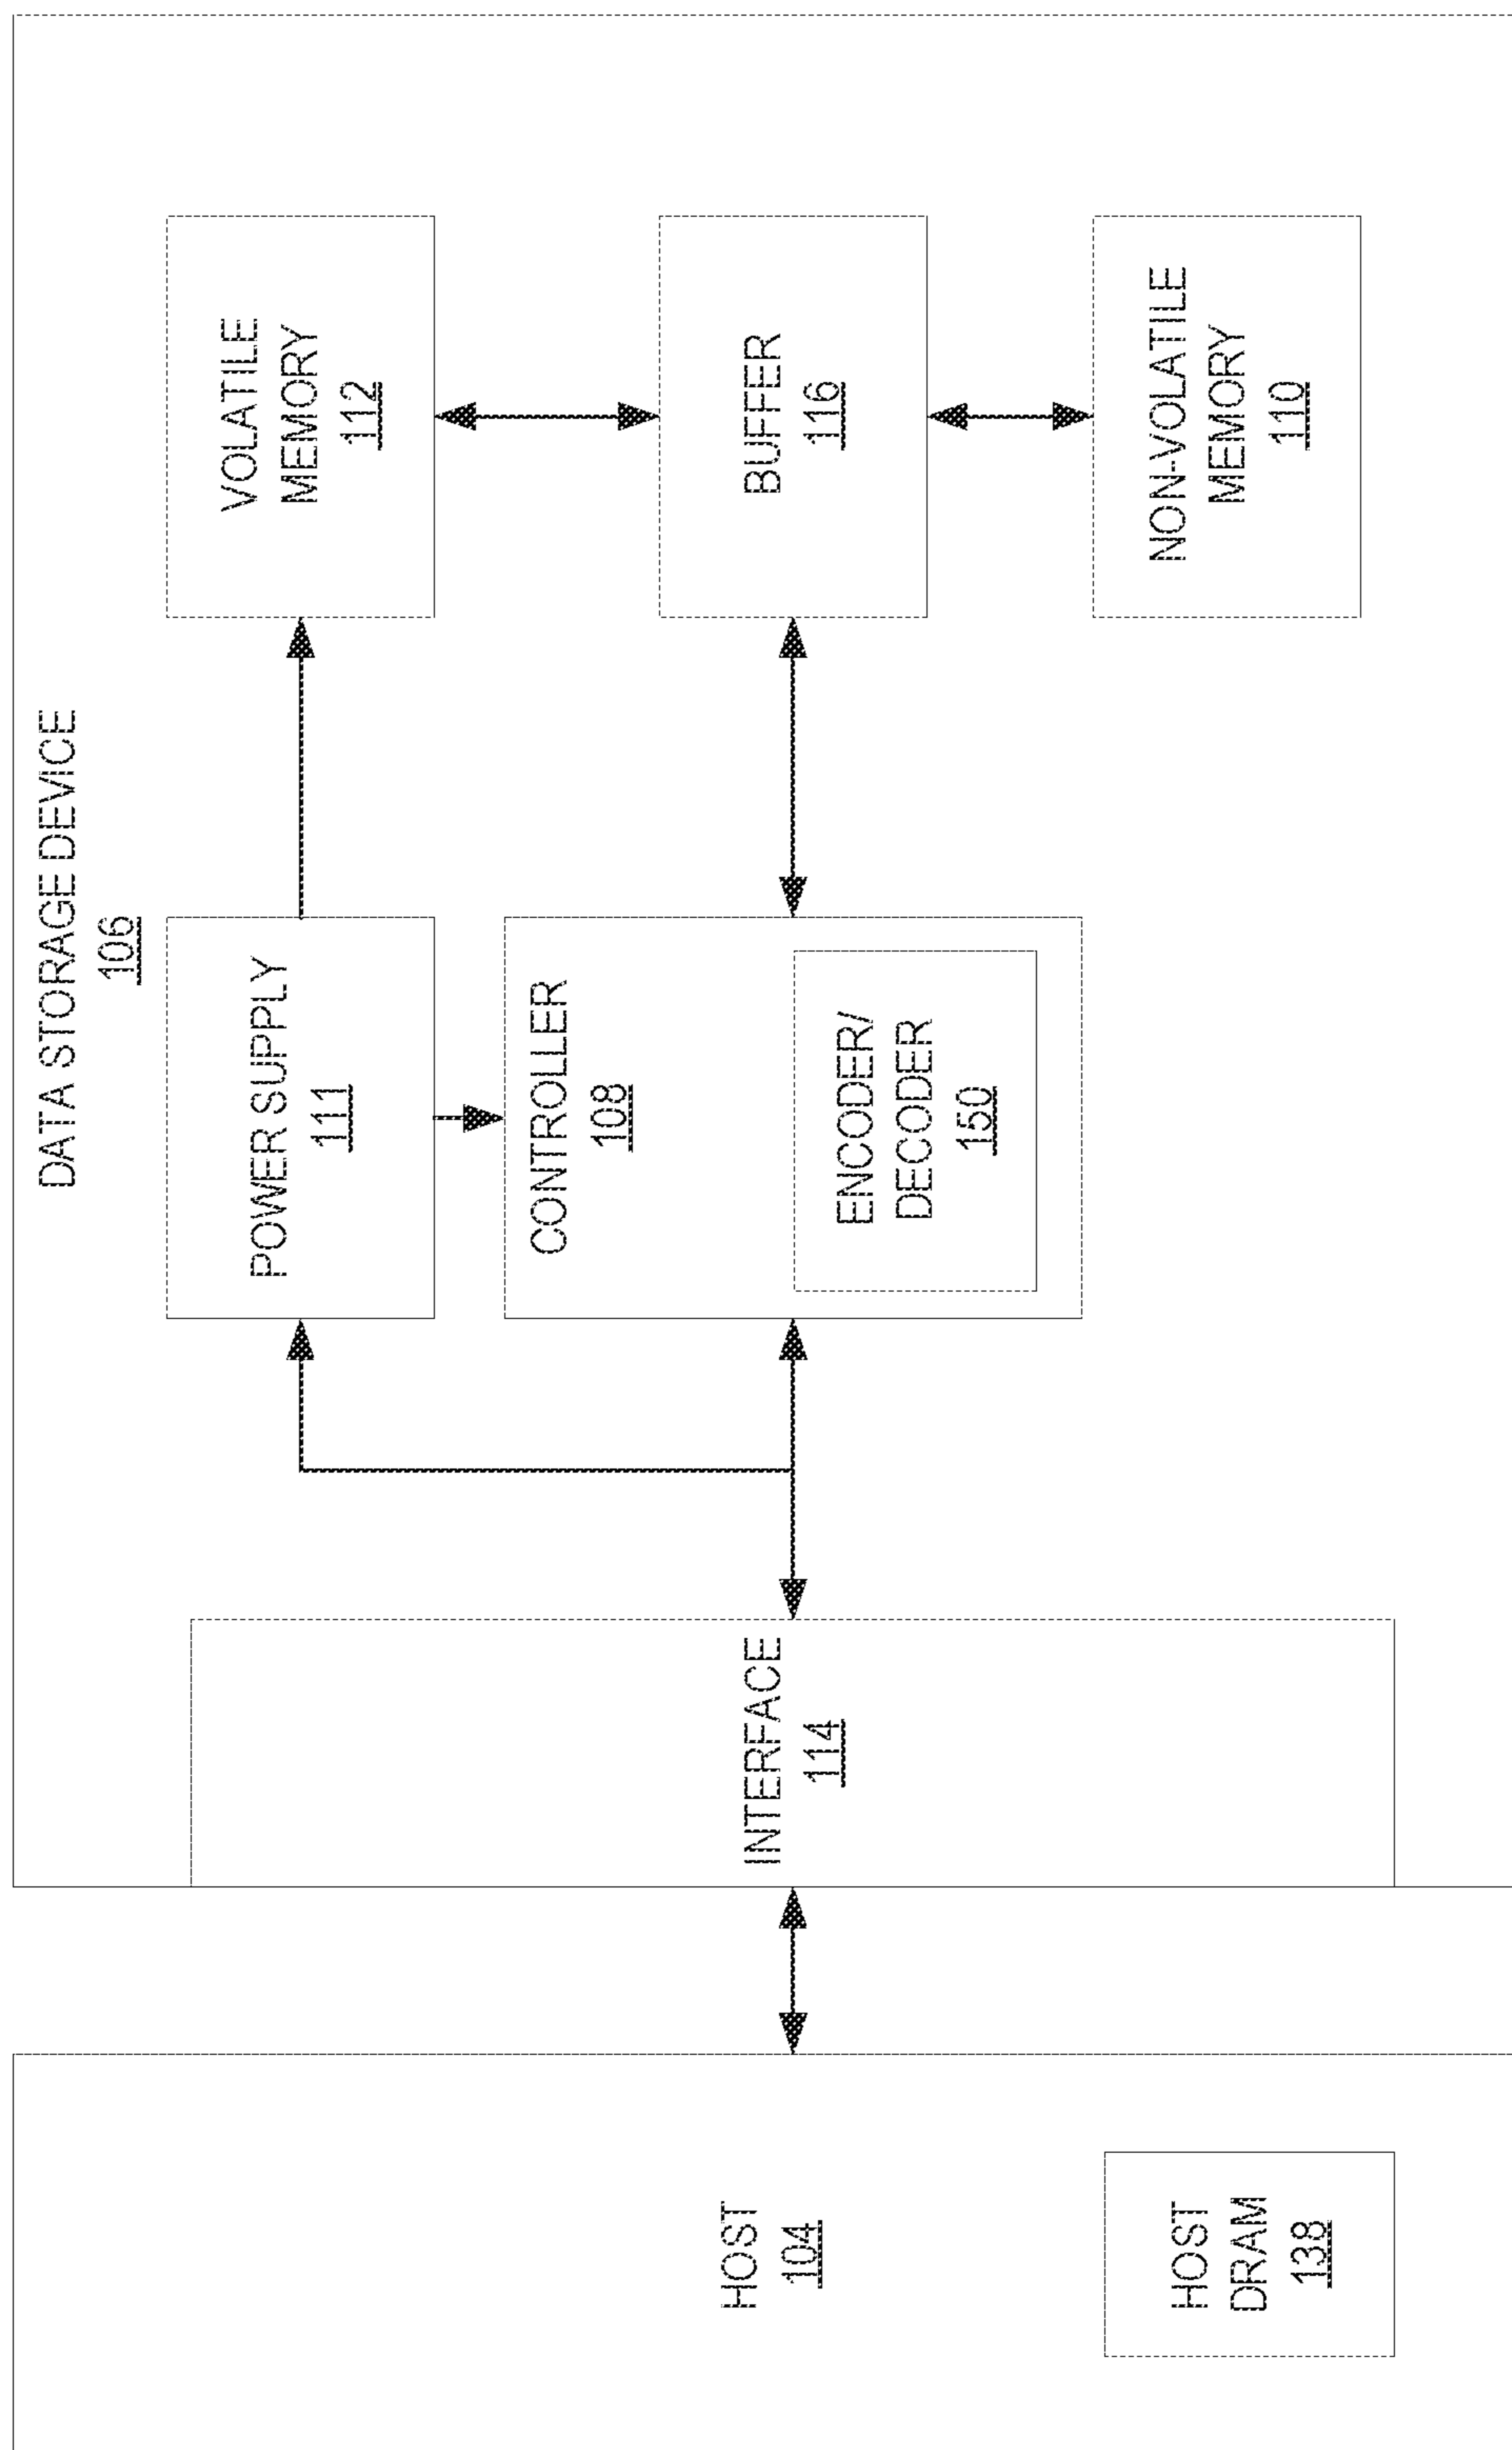 DATA STORAGE DEVICE
106
HOST
104
HOST
DRAM
138
INTERFACE
114
POWER SUPPLY
111
CONTROLLER
108
ENCODER/
DECODER
150
VOLATILE
MEMORY
112
BUFFER
116
NON-VOLATILE
MEMORY
110